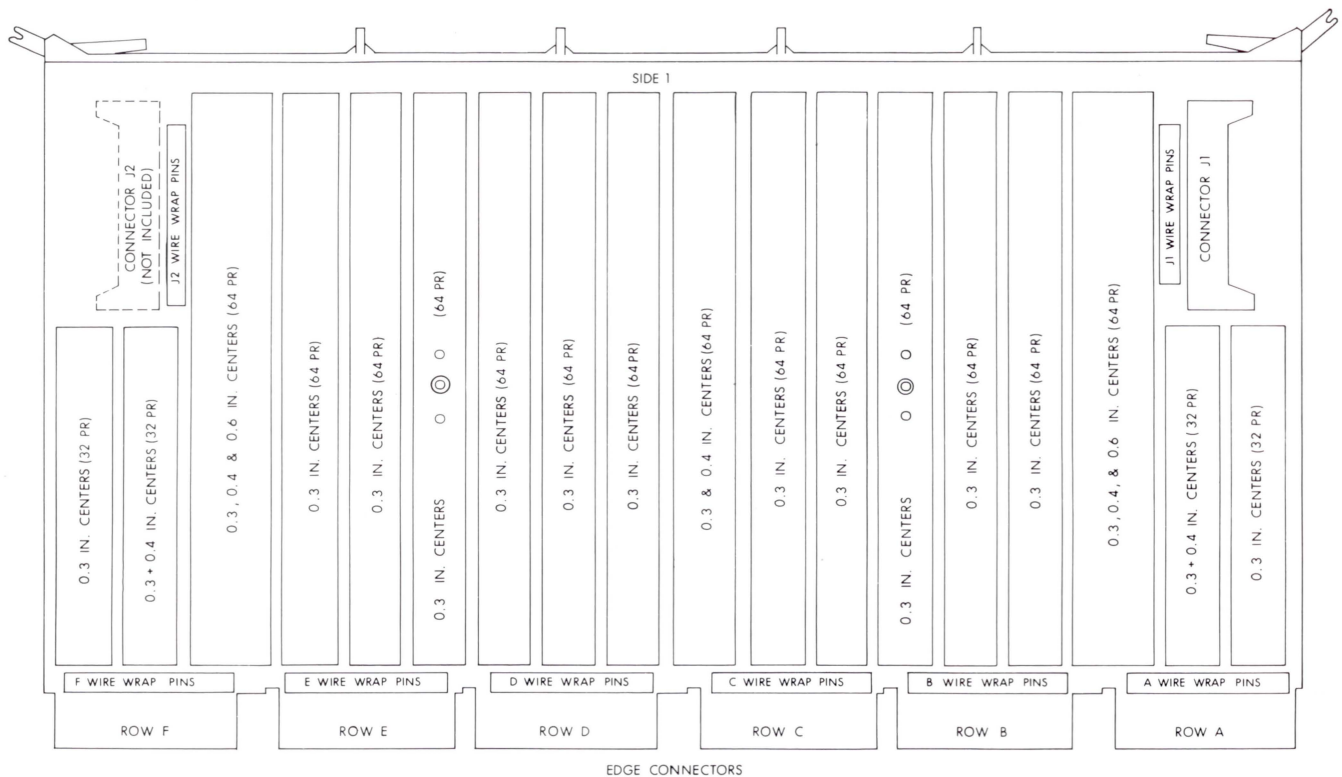 SIDE 1
CONNECTOR J2
(NOT INCLUDED)
J2 WIRE WRAP PINS
J1 WIRE WRAP PINS
CONNECTOR J1
0.3 IN. CENTERS (32 PR)
0.3 + 0.4 IN. CENTERS (32 PR)
0.3, 0.4 & 0.6 IN. CENTERS (64 PR)
0.3 IN. CENTERS (64 PR)
0.3 IN. CENTERS (64 PR)
0.3 IN. CENTERS (64 PR)
0.3 IN. CENTERS (64 PR)
0.3 IN. CENTERS (64 PR)
0.3 IN. CENTERS (64 PR)
0.3 & 0.4 IN. CENTERS (64 PR)
0.3 IN. CENTERS (64 PR)
0.3 IN. CENTERS (64 PR)
0.3 IN. CENTERS (64 PR)
0.3 IN. CENTERS (64 PR)
0.3 IN. CENTERS (64 PR)
0.3, 0.4, & 0.6 IN. CENTERS (64 PR)
0.3 + 0.4 IN. CENTERS (32 PR)
0.3 IN. CENTERS (32 PR)
F WIRE WRAP PINS
E WIRE WRAP PINS
D WIRE WRAP PINS
C WIRE WRAP PINS
B WIRE WRAP PINS
A WIRE WRAP PINS
ROW F
ROW E
ROW D
ROW C
ROW B
ROW A
EDGE CONNECTORS